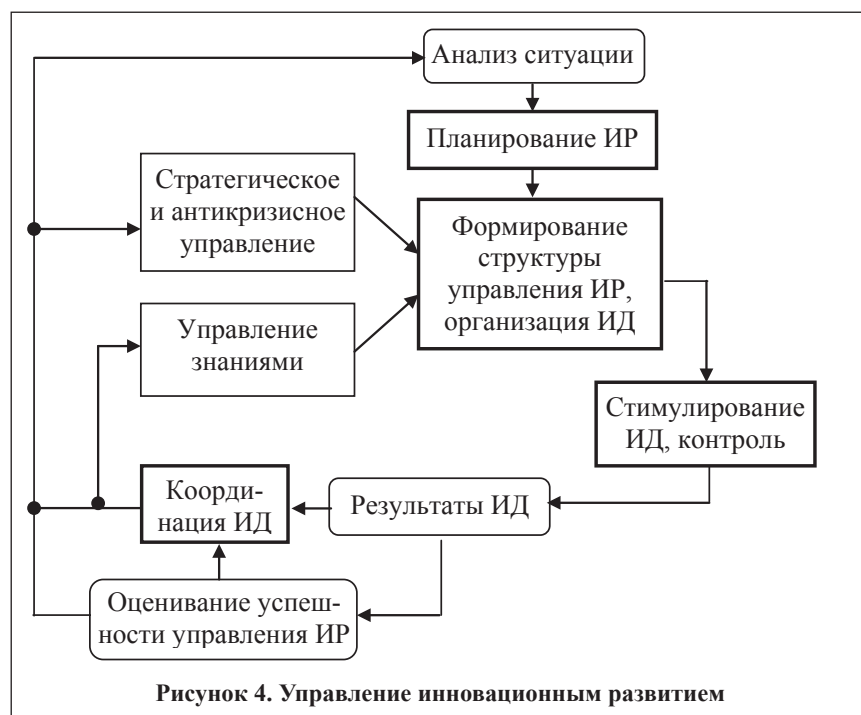 Анализ ситуации
Планирование ИР
Стратегическое
и антикризисное
управление
Формирование
структуры
управления ИР,
организация ИД
Управление
знаниями
Стимулирование
ИД, контроль
Коорди-
нация ИД
Результаты ИД
Оценивание успеш-
ности управления ИР
Рисунок 4. Управление инновационным развитием